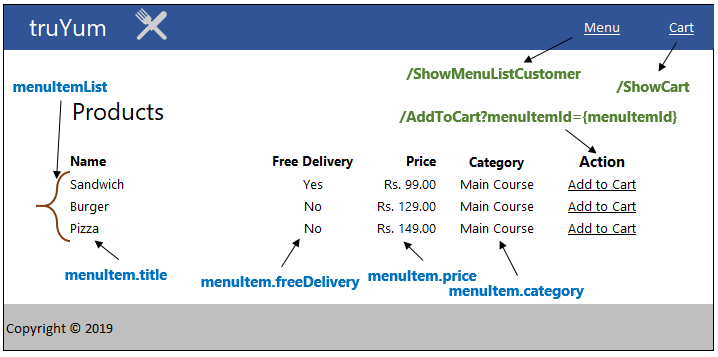 truYum Menu Cart
/ShowMenuListCustomer
menuItemList /ShowCart
Products /AddToCart?menuItemId={menuItemId}
Name Free Delivery Price Category Action
Sandwich Yes Rs. 99.00 Main Course Add to Cart
Burger No Rs. 129.00 Main Course Add to Cart
Pizza No Rs. 149.00 Main Course Add to Cart
menuItem.title menuItem.freeDelivery menuItem.price
menuItem.category
Copyright © 2019